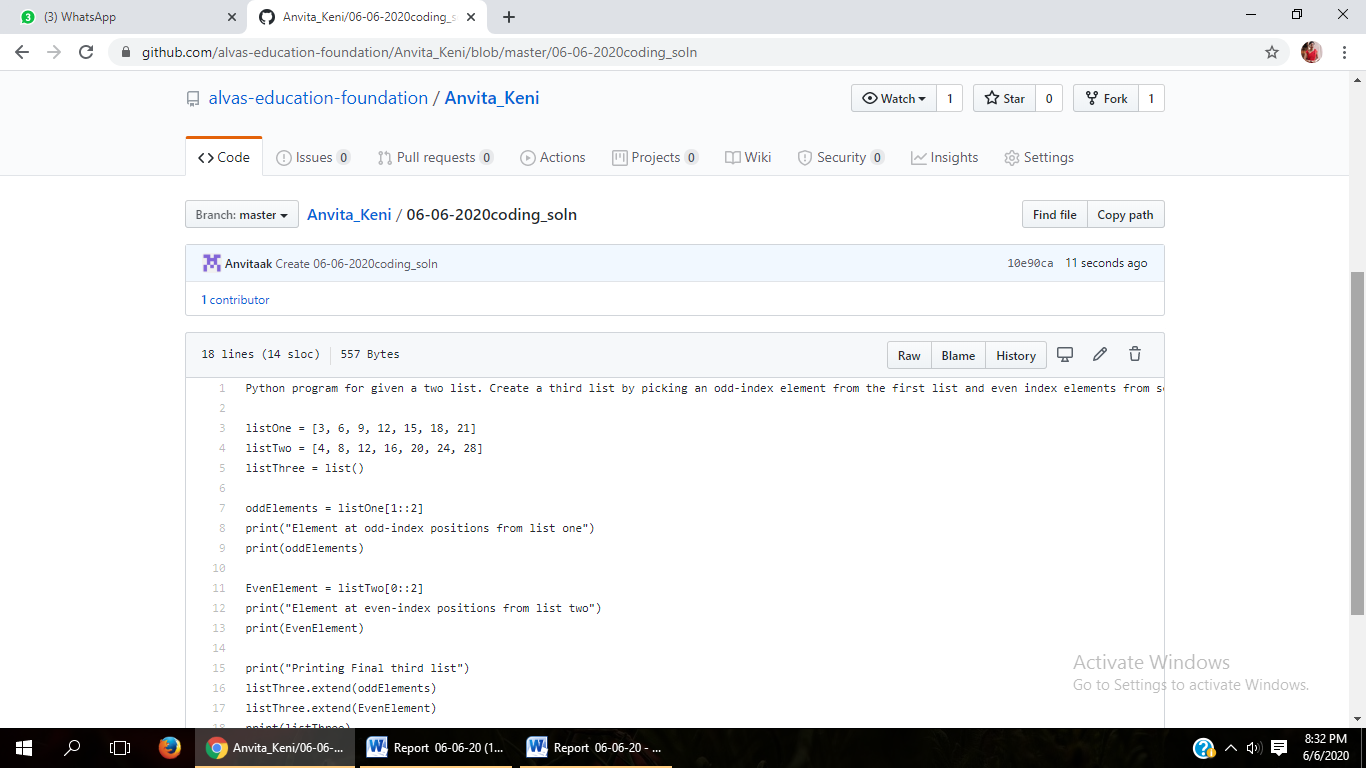 (3) WhatsApp
Anvita_Keni/06-06-2020coding_s
github.com/alvas-education-foundation/Anvita_Keni/blob/master/06-06-2020coding_soln
alvas-education-foundation / Anvita_Keni
Watch 1 Star 0 Fork 1
Code Issues 0 Pull requests 0 Actions Projects 0 Wiki Security 0 Insights Settings
Branch: master Anvita_Keni / 06-06-2020coding_soln Find file Copy path
Anvitaak Create 06-06-2020coding_soln 10e90ca 11 seconds ago
1 contributor
18 lines (14 sloc) 557 Bytes Raw Blame History
1 Python program for given a two list. Create a third list by picking an odd-index element from the first list and even index elements from
2
3 listOne = [3, 6, 9, 12, 15, 18, 21]
4 listTwo = [4, 8, 12, 16, 20, 24, 28]
5 listThree = list()
6
7 oddElements = listOne[1::2]
8 print("Element at odd-index positions from list one")
9 print(oddElements)
10
11 EvenElement = listTwo[0::2]
12 print("Element at even-index positions from list two")
13 print(EvenElement)
14
15 print("Printing Final third list")
16 listThree.extend(oddElements)
17 listThree.extend(EvenElement)
18 print(listThree)
Activate Windows
Go to Settings to activate Windows.
Anvita_Keni/06-06-... Report 06-06-20 (1... Report 06-06-20 - ... 8:32 PM
6/6/2020